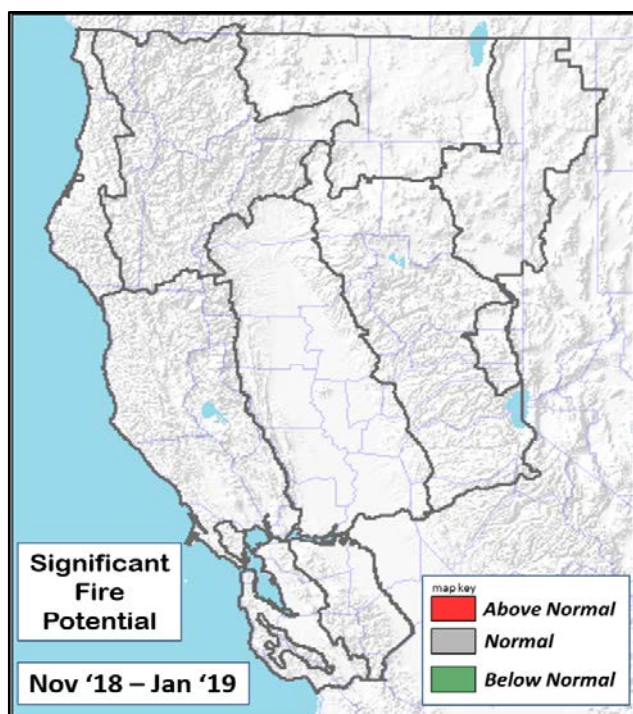 Significant
Fire
Potential
Nov ‘18 – Jan ‘19
map key
Above Normal
Normal
Below Normal